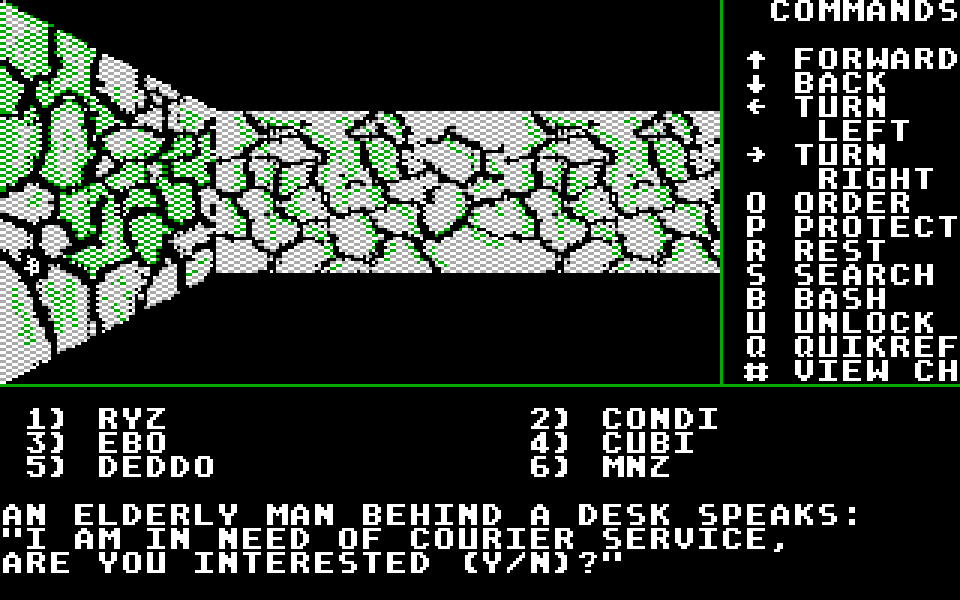 COMMANDS
↑ FORWARD
↓ BACK
← TURN
LEFT
→ TURN
RIGHT
O ORDER
P PROTECT
R REST
S SEARCH
B BASH
U UNLOCK
Q QUIKREF
# VIEW CH
1) RYZ 2) CONDI
3) EBO 4) CUBI
5) DEDDO 6) MNZ
AN ELDERLY MAN BEHIND A DESK SPEAKS:
"I AM IN NEED OF COURIER SERVICE,
ARE YOU INTERESTED (Y/N)?"